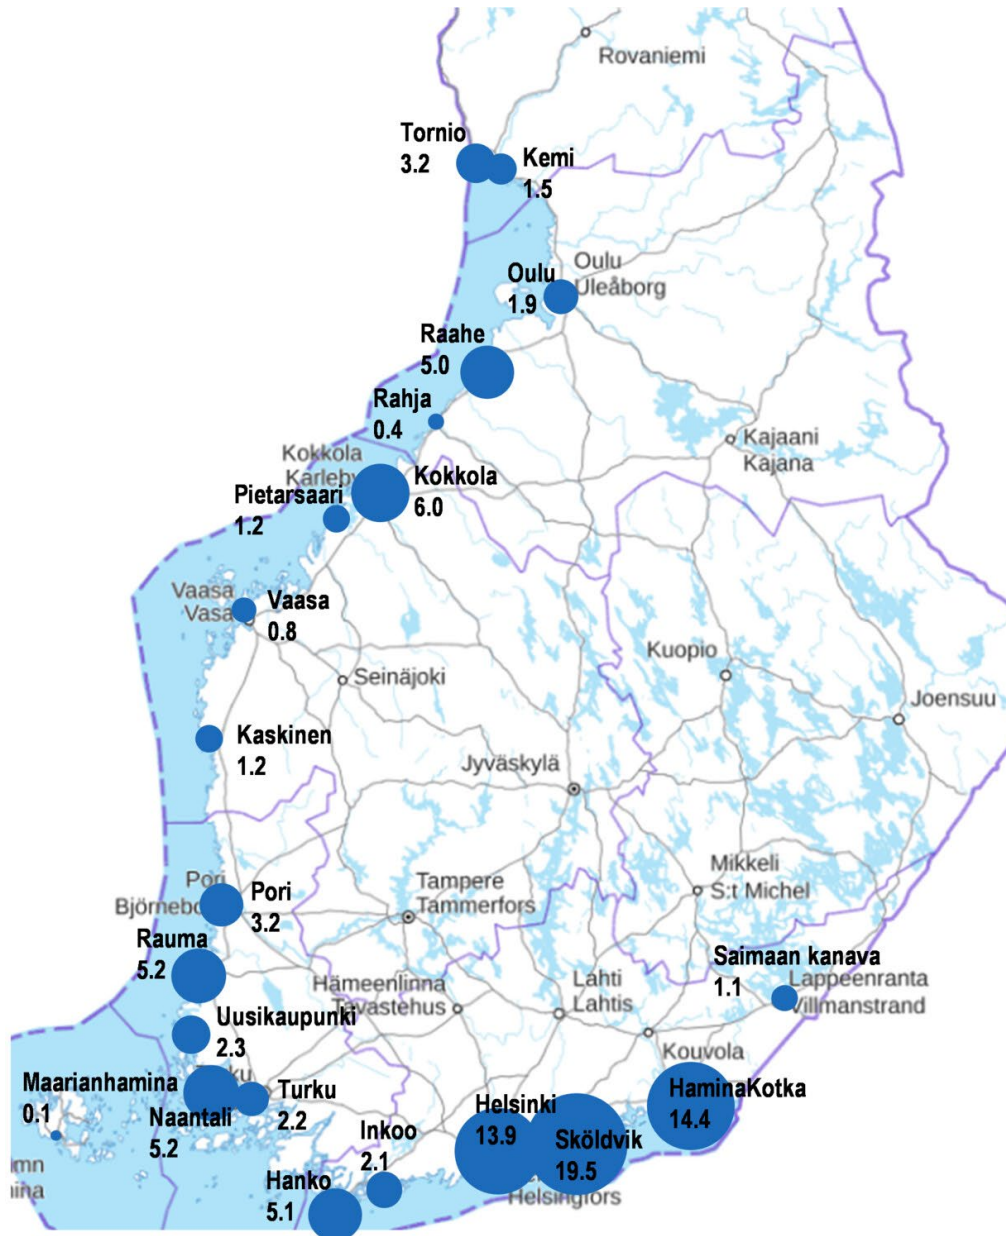 Rovaniemi
Tornio
3.2
Kemi
1.5
Oulu
Uleåborg
Oulu
1.9
Raahe
5.0
Rahja
0.4
Kajaani
Kajana
Kokkola
Karleby
Kokkola
6.0
Pietarsaari
1.2
Vaasa
Vasa
Vaasa
0.8
Kuopio
Seinäjoki
Joensuu
Kaskinen
1.2
Jyväskylä
Mikkeli
S:t Michel
Pori
Björnebo
Pori
3.2
Tampere
Tammerfors
Rauma
5.2
Saimaan kanava
1.1
Lappeenranta
Villmanstrand
Hämeenlinna
Tavastehus
Lahti
Lahtis
Uusikaupunki
2.3
Kouvola
Maarianhamina
0.1
Naantali
5.2
Turku
2.2
HaminaKotka
14.4
Helsinki
13.9
Sköldvik
19.5
Inkoo
2.1
Hanko
5.1
Helsingfors